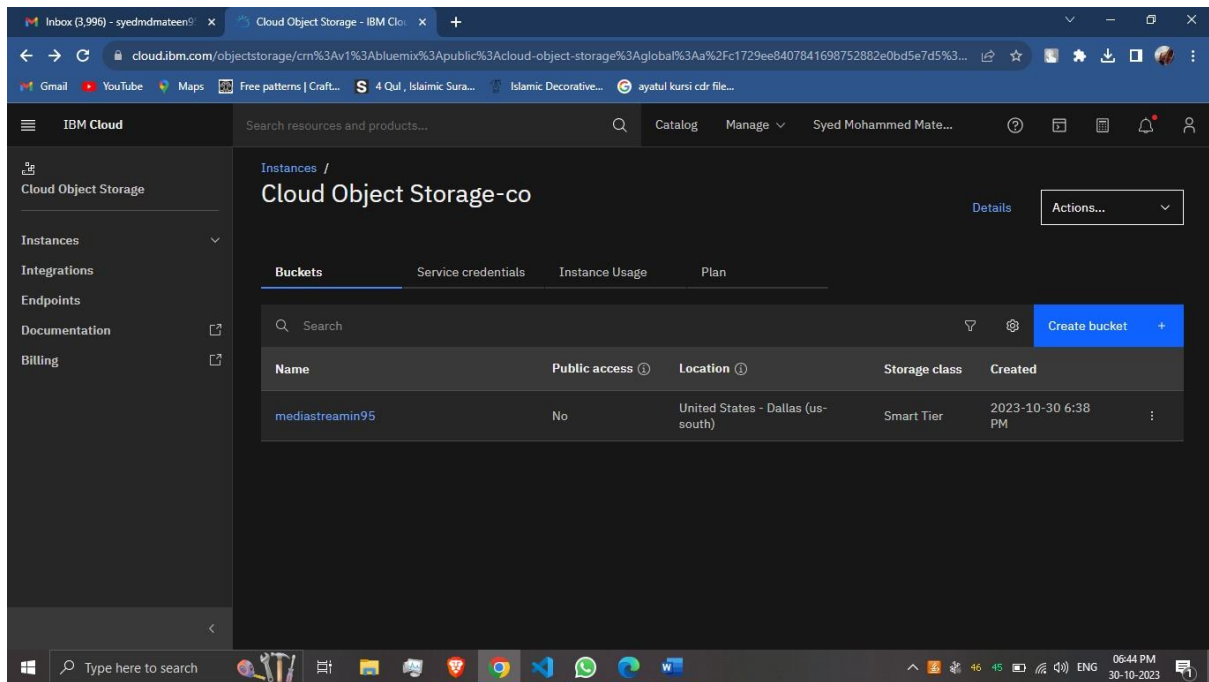 Inbox (3,996) - syedmdmateen9
Cloud Object Storage - IBM Clou
cloud.ibm.com/objectstorage/crn%3Av1%3Abluemix%3Apublic%3Acloud-object-storage%3Aglobal%3Aa%2Fc1729ee8407841698752882e0bd5e7d5%3...
Gmail YouTube Maps Free patterns | Craft... 4 Qul , Islaimic Sura... Islamic Decorative... ayatul kursi cdr file...
IBM Cloud Search resources and products... Catalog Manage Syed Mohammed Mate...
Cloud Object Storage
Instances
Integrations
Endpoints
Documentation
Billing
Instances /
Cloud Object Storage-co
Details Actions...
Buckets Service credentials Instance Usage Plan
Search Create bucket +
Name Public access Location Storage class Created
mediastreamin95 No United States - Dallas (us-south) Smart Tier 2023-10-30 6:38 PM
Type here to search 46 45 ENG 06:44 PM
30-10-2023